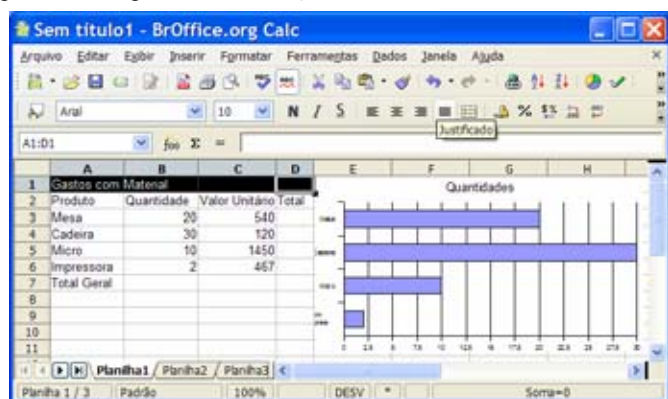 Sem título1 - BrOffice.org Calc
Arquivo Editar Exibir Inserir Formatar Ferramentas Dados Janela Ajuda
Arial 10 N I S
Justificado
A1:D1
A B C D E F G H
1 Gastos com Material Quantidades
2 Produto Quantidade Valor Unitário Total
3 Mesa 20 540
4 Cadeira 30 120
5 Micro 10 1450
6 Impressora 2 467
7 Total Geral
8
9
10
11
Planilha1 / Planilha2 / Planilha3
Planilha 1 / 3 Padrão 100% DESV * Soma=0